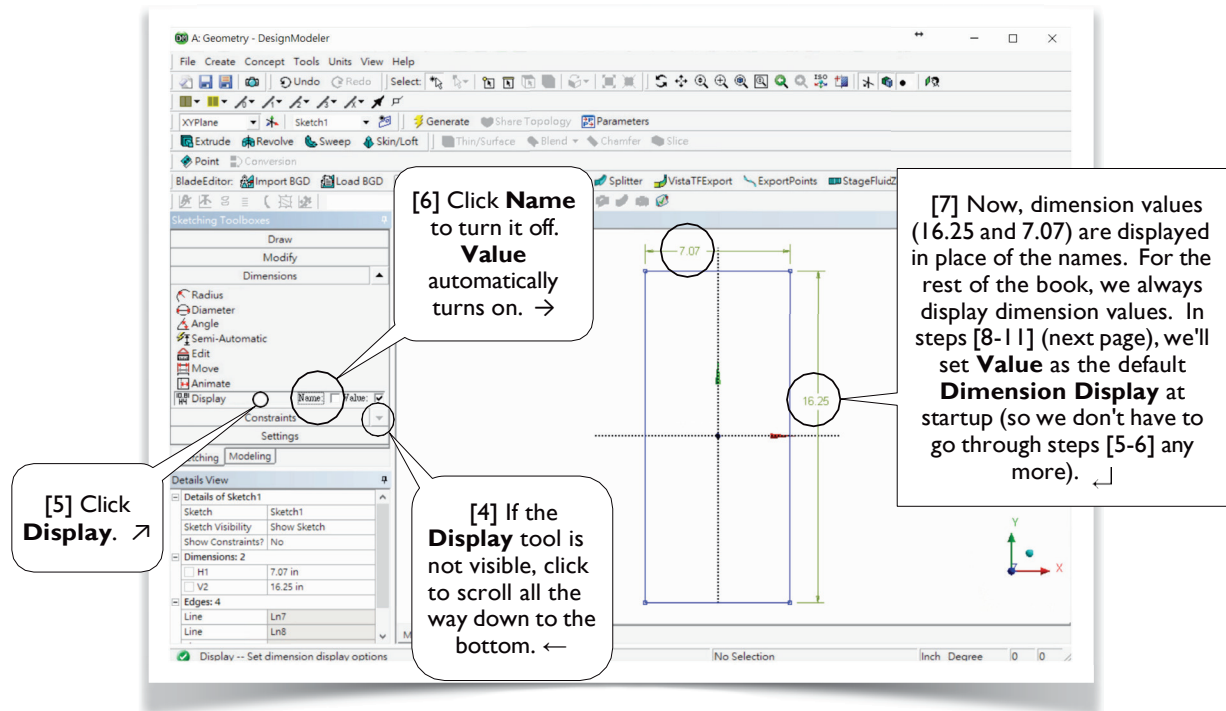 A: Geometry - DesignModeler
File Create Concept Tools Units View Help
Undo Redo Select:
XYPlane Sketch1 Generate Share Topology Parameters
Extrude Revolve Sweep Skin/Loft Thin/Surface Blend Chamfer Slice
Point Conversion
BladeEditor: Import BGD Load BGD Splitter VistaTFExport ExportPoints StageFluidZ
Sketching Toolboxes
Draw
Modify
Dimensions
Radius
Diameter
Angle
Semi-Automatic
Edit
Move
Animate
Display Name: Value:
Constraints
Settings
Sketching Modeling
Details View
Details of Sketch1
Sketch Sketch1
Sketch Visibility Show Sketch
Show Constraints? No
Dimensions: 2
H1 7.07 in
V2 16.25 in
Edges: 4
Line Ln7
Line Ln8
Display -- Set dimension display options
No Selection
Inch Degree 0 0
7.07
16.25
Y
X
[6] Click Name
to turn it off.
Value
automatically
turns on. →
[7] Now, dimension values
(16.25 and 7.07) are displayed
in place of the names. For the
rest of the book, we always
display dimension values. In
steps [8-11] (next page), we'll
set Value as the default
Dimension Display at
startup (so we don't have to
go through steps [5-6] any
more). ↵
[5] Click
Display. ↗
[4] If the
Display tool is
not visible, click
to scroll all the
way down to the
bottom. ←